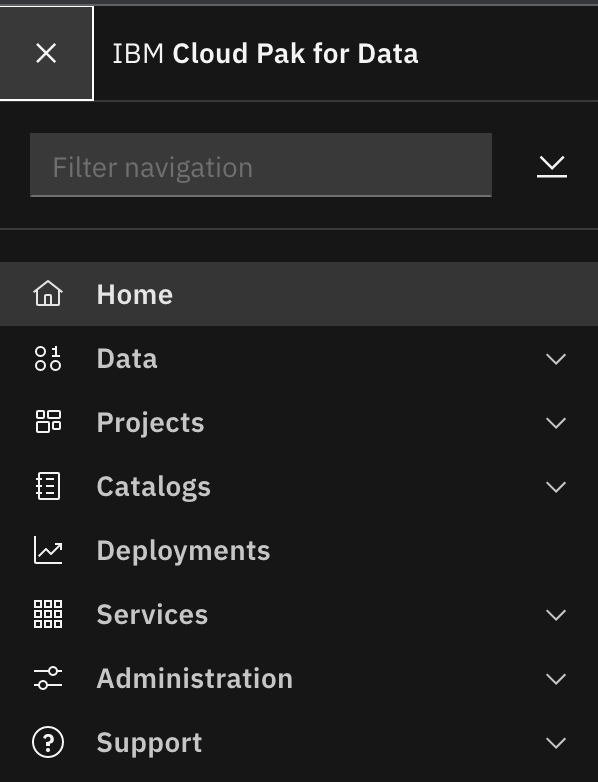 IBM Cloud Pak for Data
Filter navigation
Home
Data
Projects
Catalogs
Deployments
Services
Administration
Support